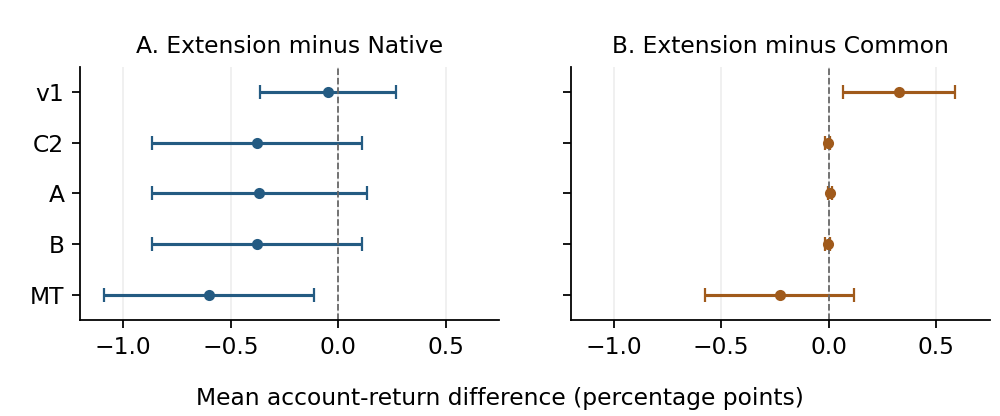 A. Extension minus Native
B. Extension minus Common
v1
C2
A
B
MT
−1.0 −0.5 0.0 0.5
−1.0 −0.5 0.0 0.5
Mean account-return difference (percentage points)